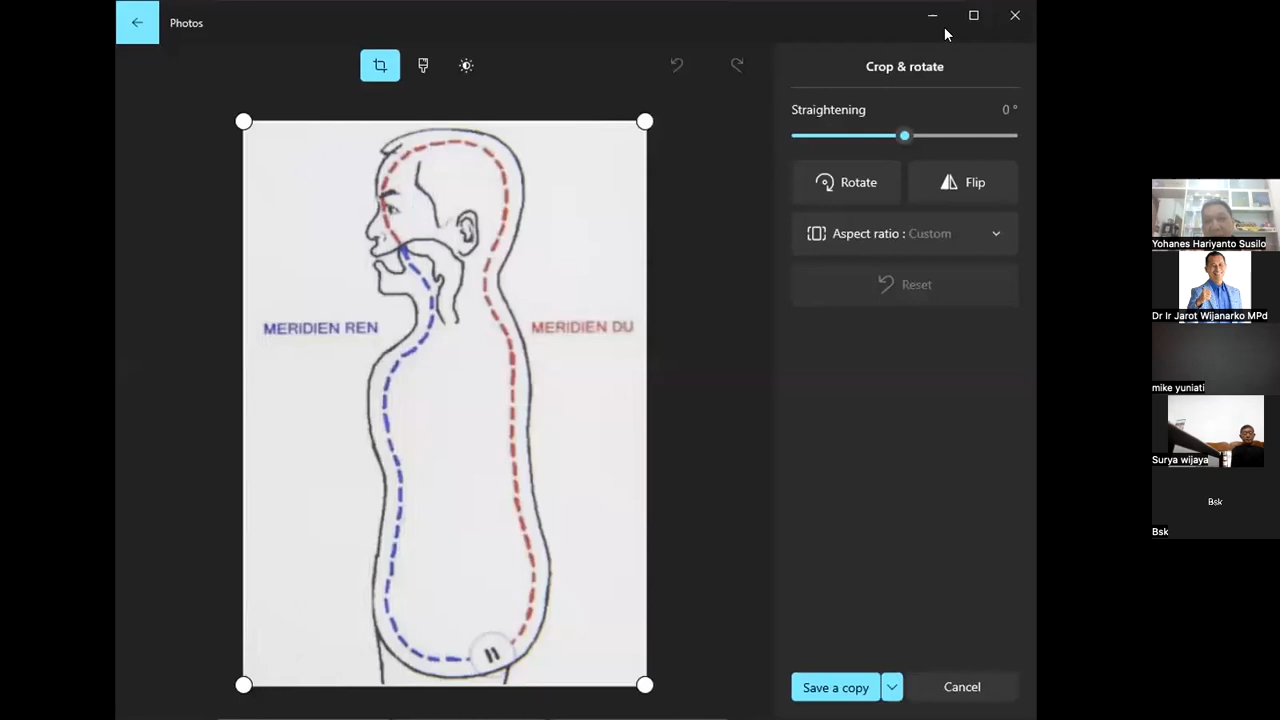 Photos
Crop & rotate
Straightening
0 °
Rotate
Flip
Aspect ratio : Custom
Reset
MERIDIEN REN
MERIDIEN DU
Save a copy
Cancel
Yohanes Hariyanto Susilo
Dr Ir Jarot Wijanarko MPd
mike yuniati
Surya wijaya
Bsk
Bsk